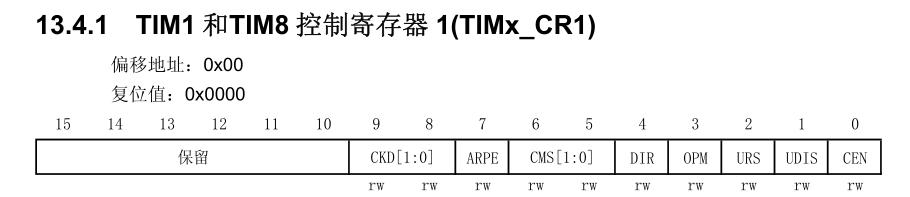 13.4.1 TIM1 和TIM8 控制寄存器 1(TIMx_CR1)
偏移地址：0x00
复位值：0x0000
15 14 13 12 11 10 9 8 7 6 5 4 3 2 1 0
保留 CKD[1:0] ARPE CMS[1:0] DIR OPM URS UDIS CEN
rw rw rw rw rw rw rw rw rw rw